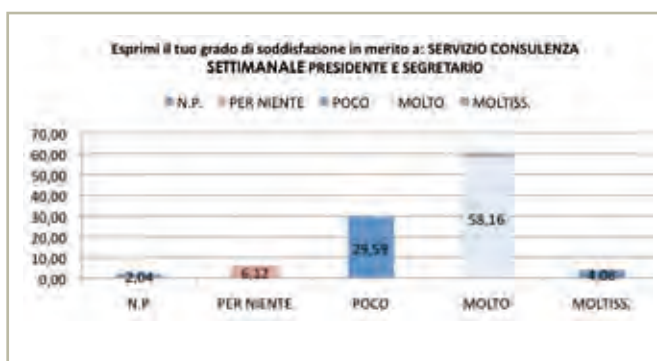 Esprimi il tuo grado di soddisfazione in merito a: SERVIZIO CONSULENZA
SETTIMANALE PRESIDENTE E SEGRETARIO
N.P. PER NIENTE POCO MOLTO MOLTISS.
70,00
60,00
50,00
40,00
30,00
20,00
10,00
0,00
2,04 6,12 29,59 58,16 4,08
N.P PER NIENTE POCO MOLTO MOLTISS.